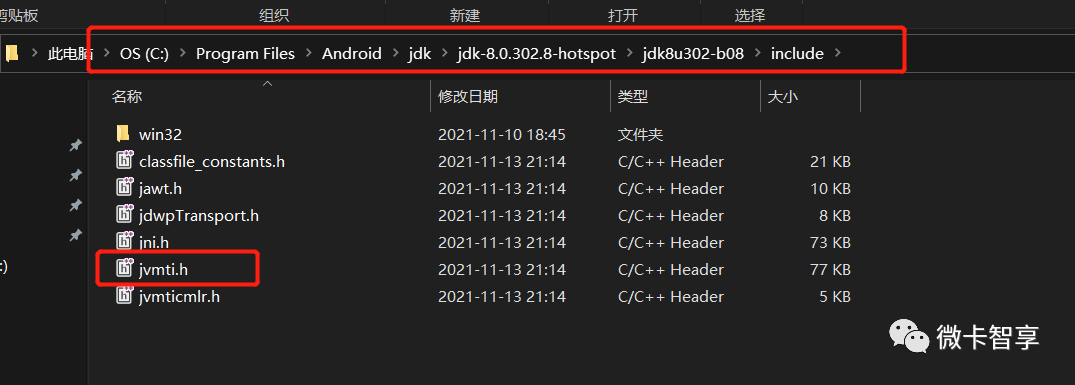 剪贴板 组织 新建 打开 选择
此电脑 > OS (C:) > Program Files > Android > jdk > jdk-8.0.302.8-hotspot > jdk8u302-b08 > include >
名称 修改日期 类型 大小
win32 2021-11-10 18:45 文件夹
classfile_constants.h 2021-11-13 21:14 C/C++ Header 21 KB
jawt.h 2021-11-13 21:14 C/C++ Header 10 KB
jdwpTransport.h 2021-11-13 21:14 C/C++ Header 8 KB
jni.h 2021-11-13 21:14 C/C++ Header 73 KB
:) jvmti.h 2021-11-13 21:14 C/C++ Header 77 KB
jvmticmlr.h 2021-11-13 21:14 C/C++ Header 5 KB
微卡智享